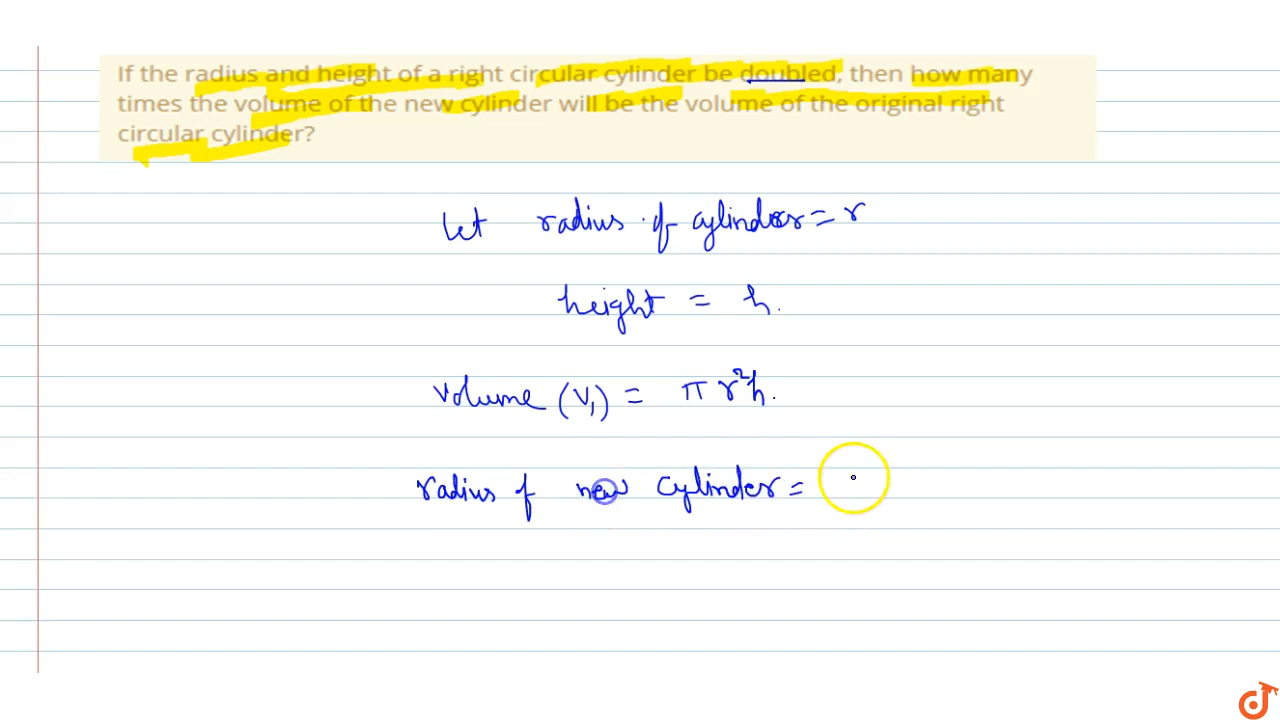 If the radius and height of a right circular cylinder be doubled, then how many
times the volume of the new cylinder will be the volume of the original right
circular cylinder?
Let radius of cylinder = r
height = h.
Volume (V₁) = π r²h.
radius of new cylinder =